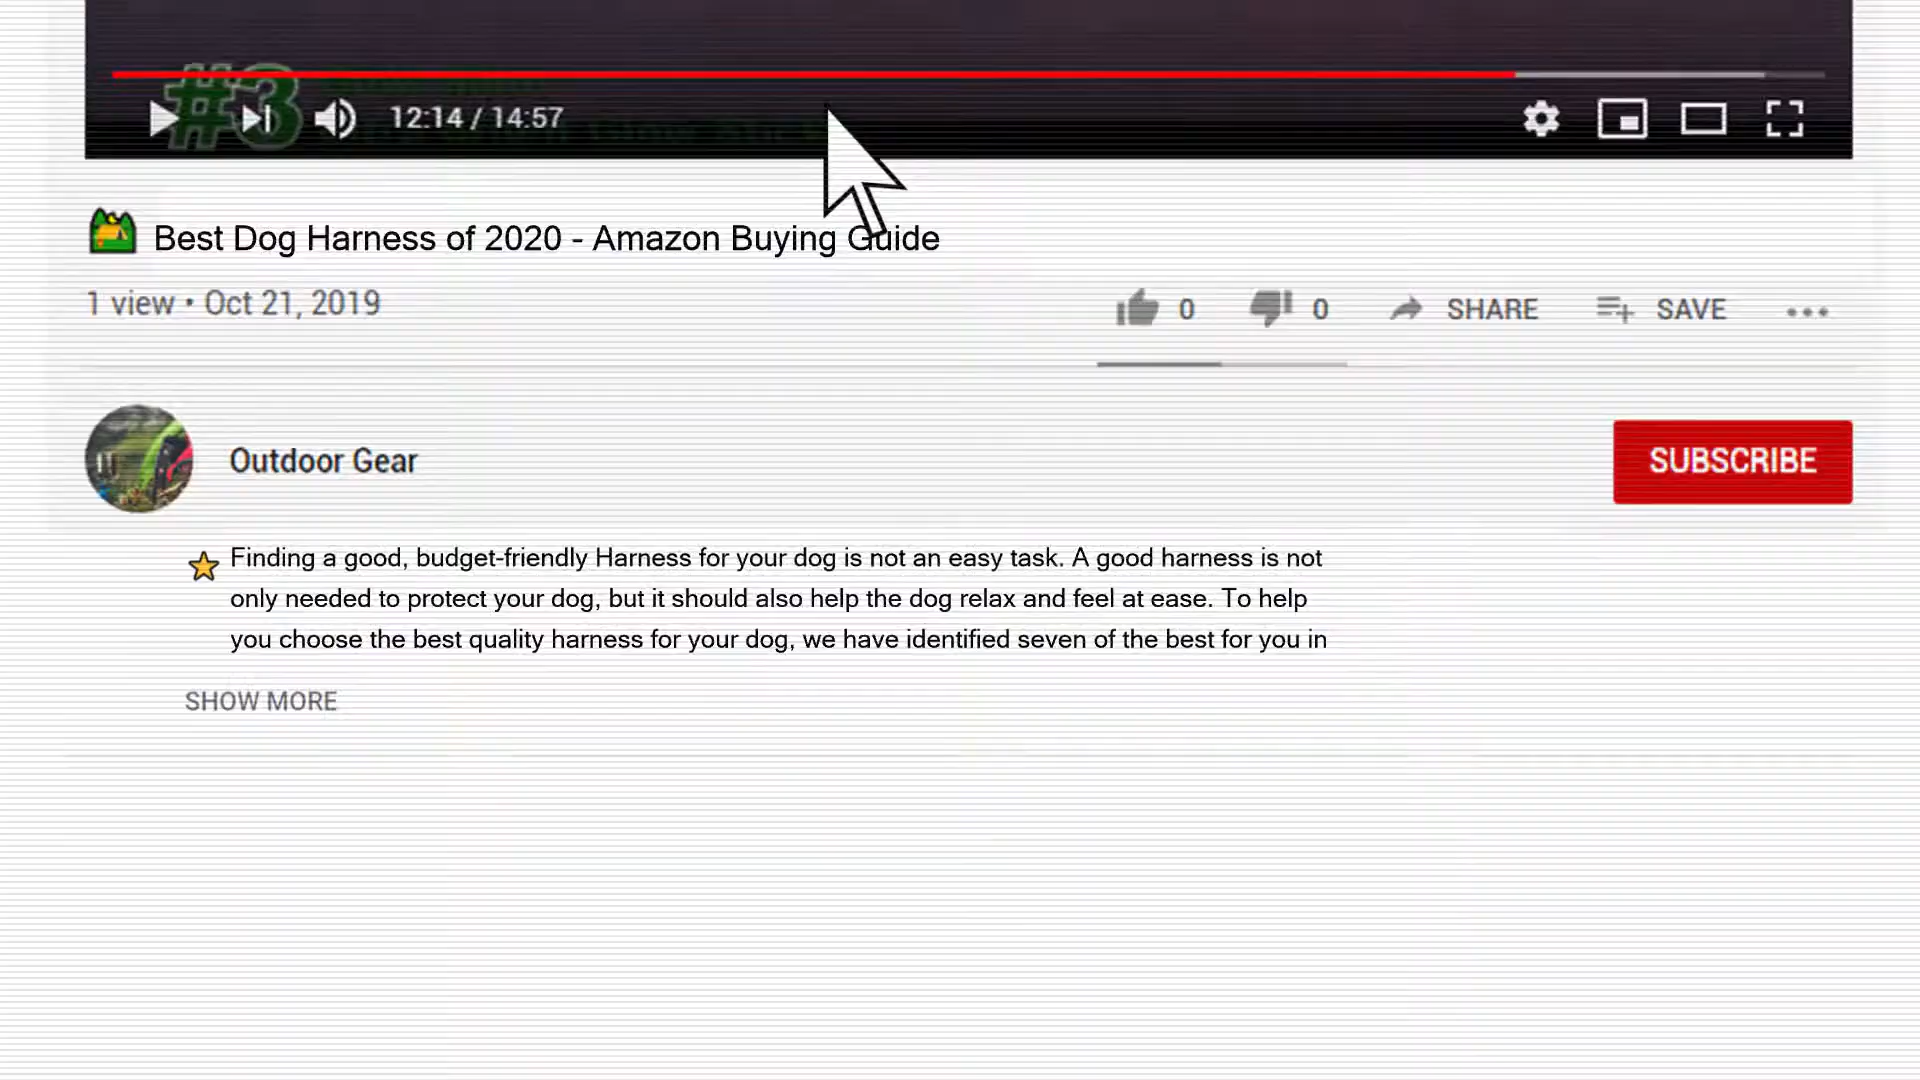 #3
12:14 / 14:57
Best Dog Harness of 2020 - Amazon Buying Guide
1 view • Oct 21, 2019
0 0 SHARE SAVE
Outdoor Gear
SUBSCRIBE
Finding a good, budget-friendly Harness for your dog is not an easy task. A good harness is not
only needed to protect your dog, but it should also help the dog relax and feel at ease. To help
you choose the best quality harness for your dog, we have identified seven of the best for you in
SHOW MORE